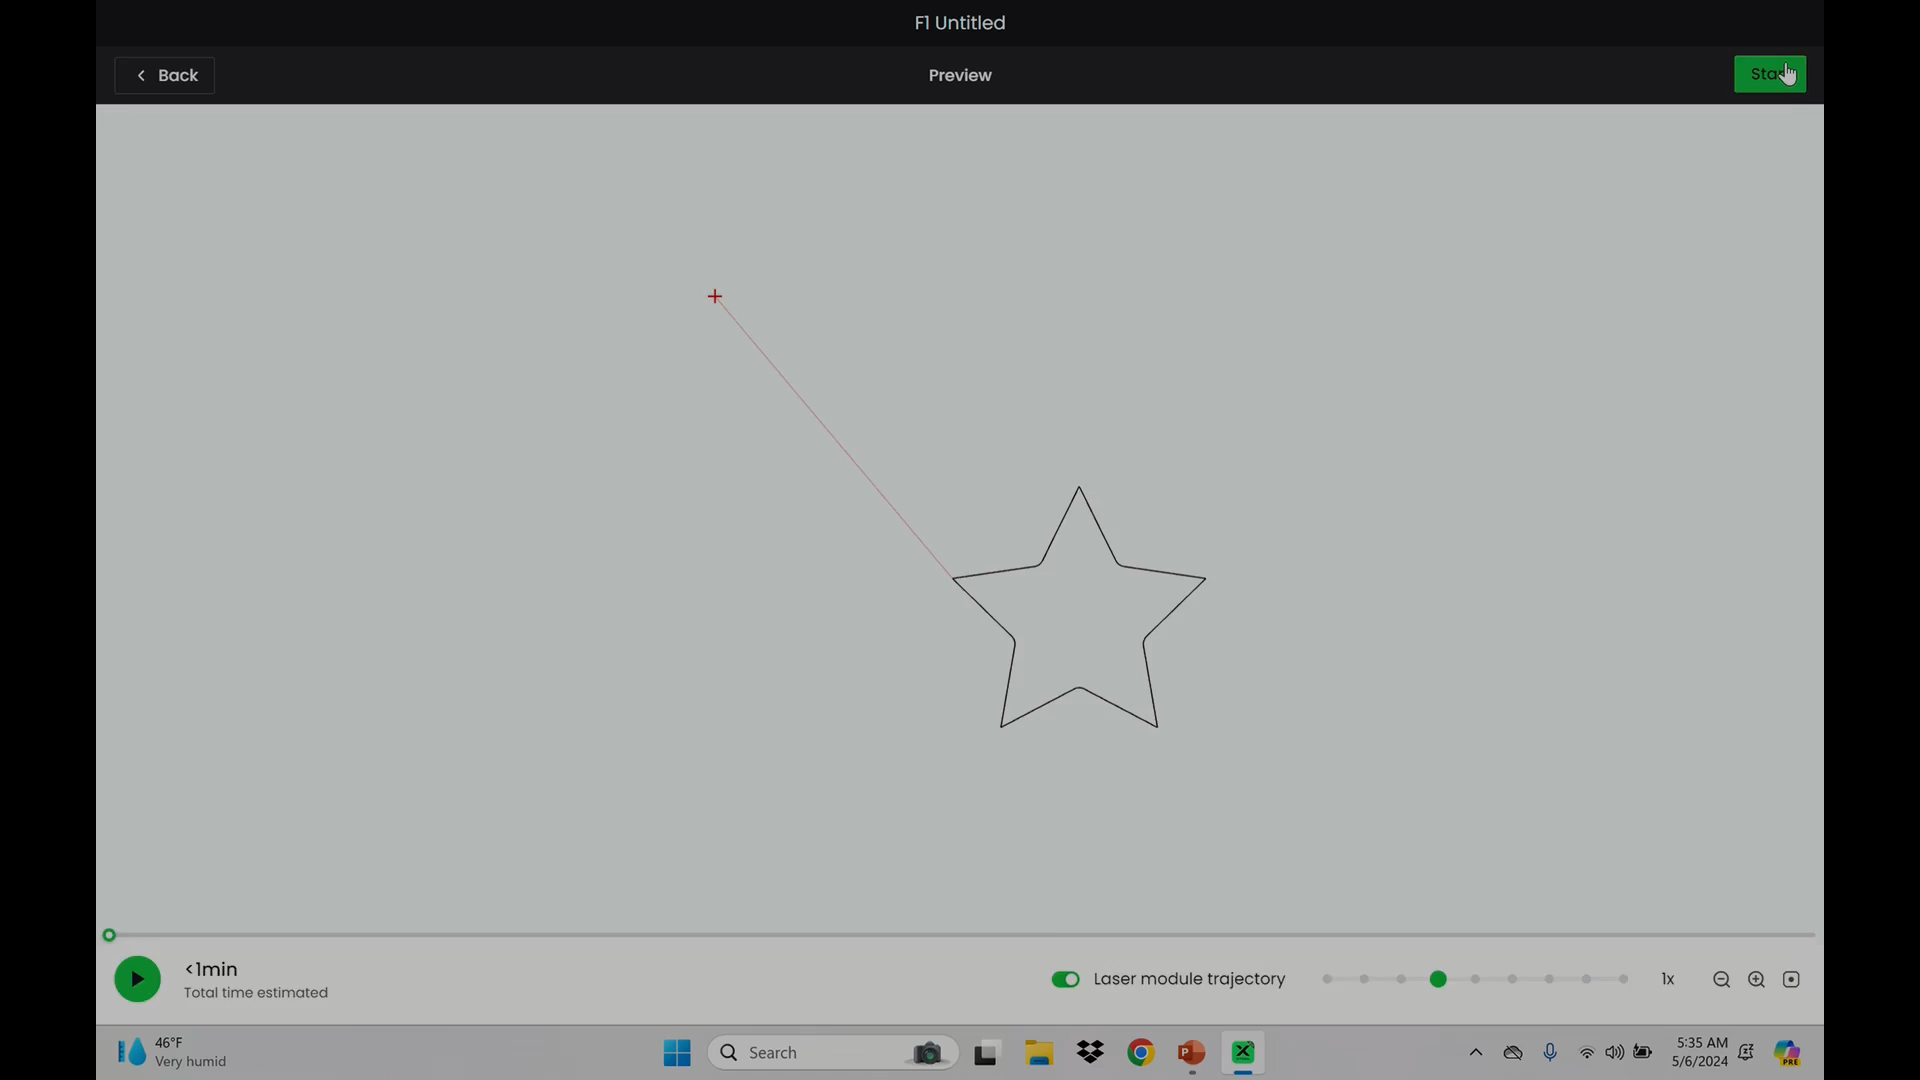 F1 Untitled
Back
Preview
<1min
Total time estimated
Laser module trajectory
1x
46°F
Very humid
Search
5:35 AM
5/6/2024
PRE